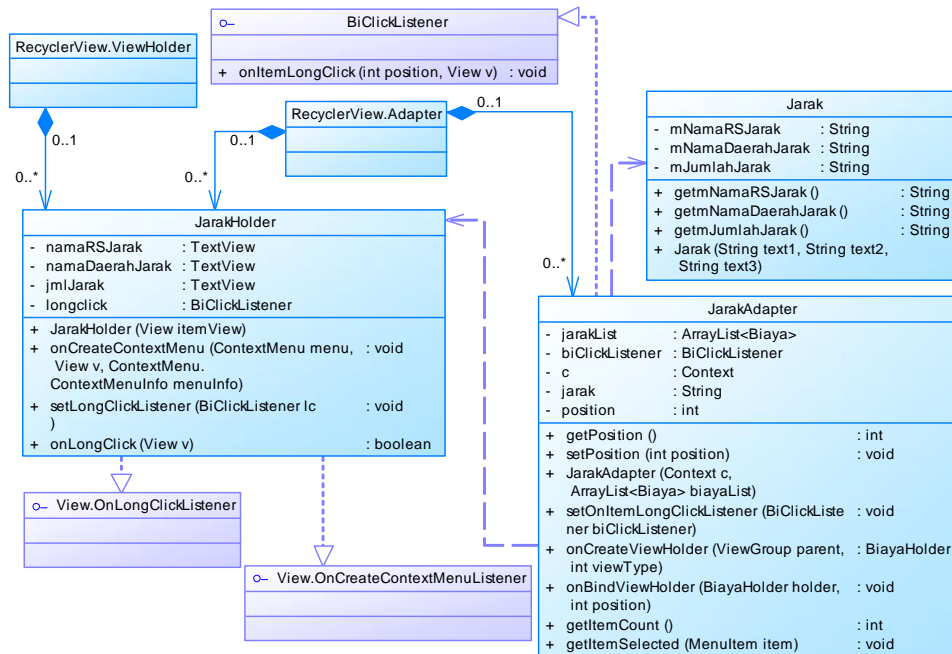 BiClickListener
+ onItemLongClick (int position, View v) : void
RecyclerView.ViewHolder
0..1
0..*
RecyclerView.Adapter
0..1
0..1
0..*
0..*
Jarak
- mNamaRSJarak : String
- mNamaDaerahJarak : String
- mJumlahJarak : String
+ getmNamaRSJarak () : String
+ getmNamaDaerahJarak () : String
+ getmJumlahJarak () : String
+ Jarak (String text1, String text2,
String text3)
JarakHolder
- namaRSJarak : TextView
- namaDaerahJarak : TextView
- jmlJarak : TextView
- longclick : BiClickListener
+ JarakHolder (View itemView)
+ onCreateContextMenu (ContextMenu menu, : void
View v, ContextMenu.
ContextMenuInfo menuInfo)
+ setLongClickListener (BiClickListener lc : void
)
+ onLongClick (View v) : boolean
JarakAdapter
- jarakList : ArrayList<Biaya>
- biClickListener : BiClickListener
- c : Context
- jarak : String
- position : int
+ getPosition () : int
+ setPosition (int position) : void
+ JarakAdapter (Context c,
ArrayList<Biaya> biayaList)
+ setOnItemLongClickListener (BiClickListe : void
ner biClickListener)
+ onCreateViewHolder (ViewGroup parent, : BiayaHolder
int viewType)
+ onBindViewHolder (BiayaHolder holder, : void
int position)
+ getItemCount () : int
+ getItemSelected (MenuItem item) : void
View.OnLongClickListener
View.OnCreateContextMenuListener